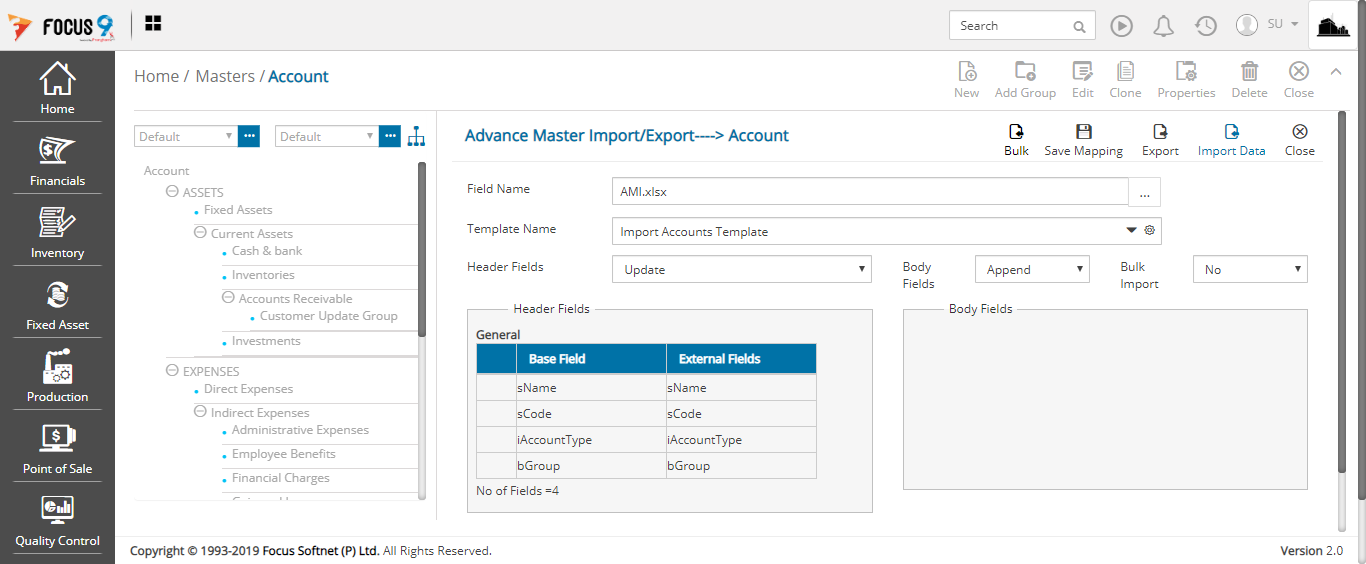 FOCUS 9
Search
SU
Home
Financials
Inventory
Fixed Asset
Production
Point of Sale
Quality Control
Home / Masters / Account
New
Add Group
Edit
Clone
Properties
Delete
Close
Default
Default
Account
ASSETS
Fixed Assets
Current Assets
Cash & bank
Inventories
Accounts Receivable
Customer Update Group
Investments
EXPENSES
Direct Expenses
Indirect Expenses
Administrative Expenses
Employee Benefits
Financial Charges
Advance Master Import/Export----> Account
Bulk
Save Mapping
Export
Import Data
Close
Field Name
AMI.xlsx
...
Template Name
Import Accounts Template
Header Fields
Update
Body Fields
Append
Bulk Import
No
Header Fields
General
Base Field External Fields
sName sName
sCode sCode
iAccountType iAccountType
bGroup bGroup
No of Fields =4
Body Fields
Copyright © 1993-2019 Focus Softnet (P) Ltd. All Rights Reserved.
Version 2.0